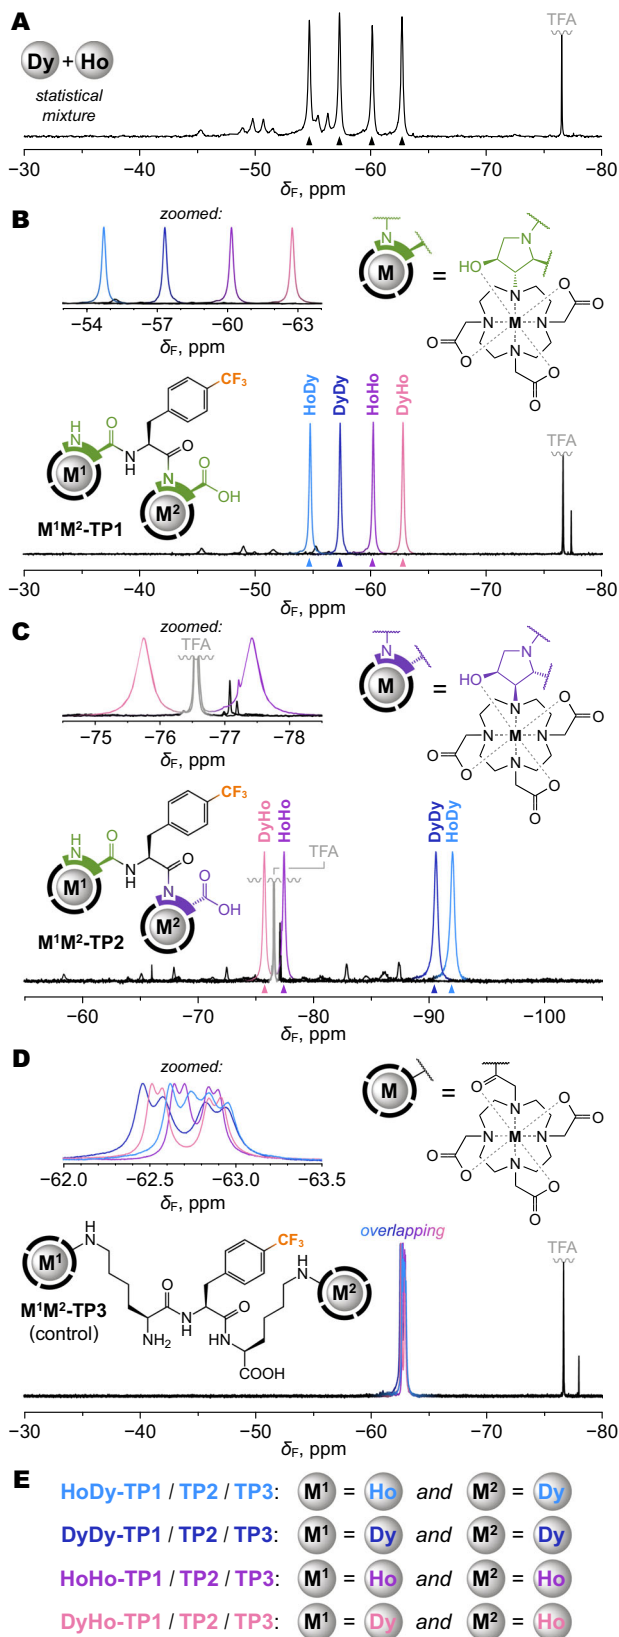 A
Dy + Ho
statistical
mixture
TFA
−30 −40 −50 −60 −70 −80
δF, ppm
B
zoomed:
−54 −57 −60 −63
δF, ppm
N
M
=
N
HO
N
O
O
N M N
O
O
N
O
O
CF3
H
N
O
N
H
O
M1
N
O
OH
M2
M1M2-TP1
HoDy
DyDy
HoHo
DyHo
TFA
−30 −40 −50 −60 −70 −80
δF, ppm
C
zoomed:
TFA
−75 −76 −77 −78
δF, ppm
N
M
=
N
HO
N
O
O
N M N
O
O
N
O
O
CF3
H
N
O
N
H
O
M1
N
O
OH
M2
M1M2-TP2
DyHo
HoHo
TFA
DyDy
HoDy
−60 −70 −80 −90 −100
δF, ppm
D
zoomed:
−62.0 −62.5 −63.0 −63.5
δF, ppm
M
=
O
N
O
O
N M N
O
O
N
O
O
M1
H
N
CF3
H
N
M2
O
N
H
O
NH2
HN
COOH
M1M2-TP3
(control)
overlapping
TFA
−30 −40 −50 −60 −70 −80
δF, ppm
E
HoDy-TP1 / TP2 / TP3: M1 = Ho and M2 = Dy
DyDy-TP1 / TP2 / TP3: M1 = Dy and M2 = Dy
HoHo-TP1 / TP2 / TP3: M1 = Ho and M2 = Ho
DyHo-TP1 / TP2 / TP3: M1 = Dy and M2 = Ho